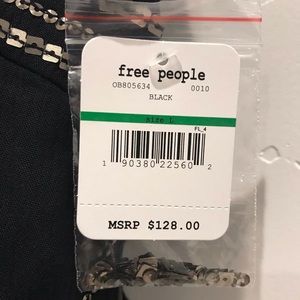 free people
OB805634 0010
BLACK
Size L
FL_4
1 90380 22560 2
MSRP $128.00